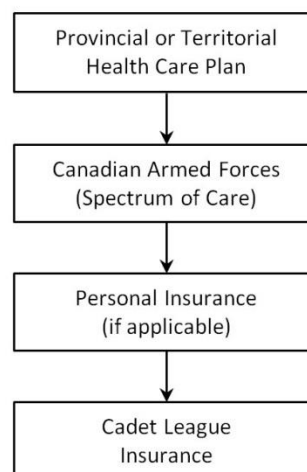 Provincial or Territorial
Health Care Plan
Canadian Armed Forces
(Spectrum of Care)
Personal Insurance
(if applicable)
Cadet League
Insurance